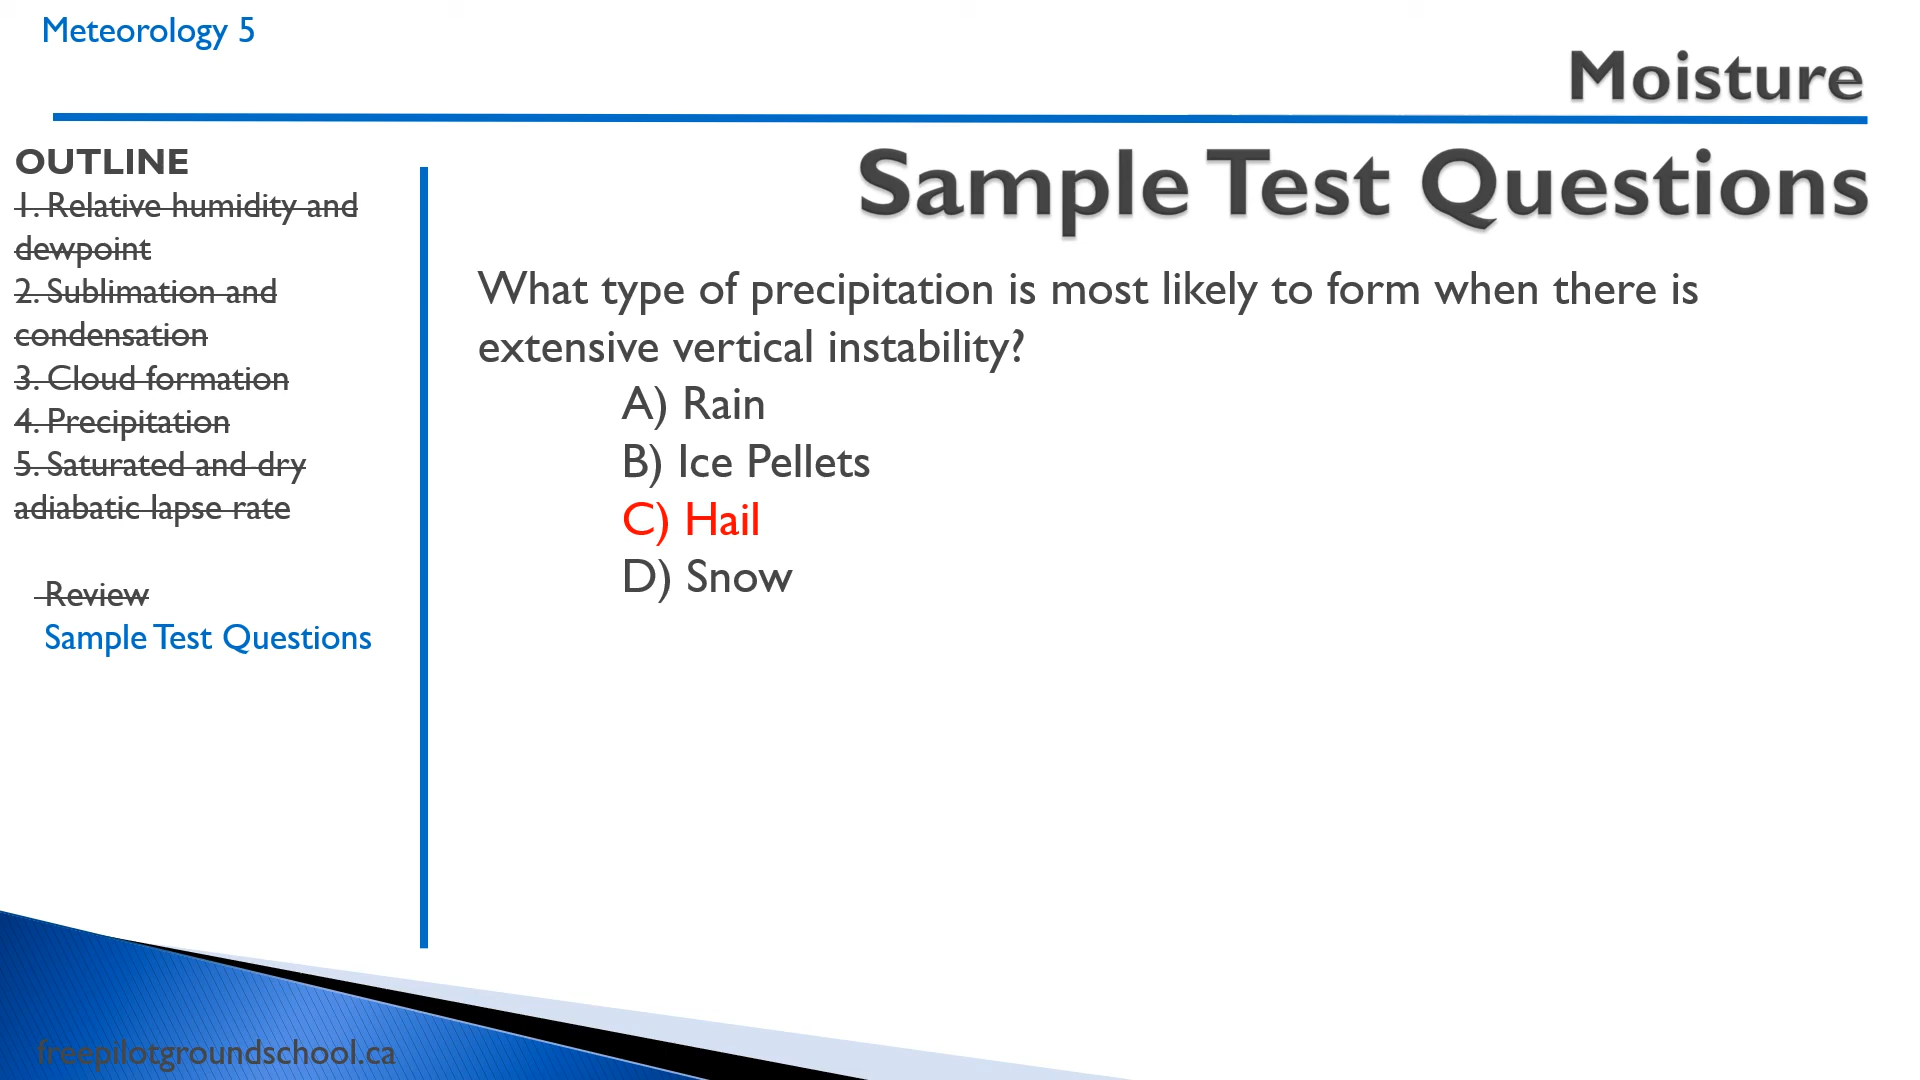 Meteorology 5
Moisture
OUTLINE
1. Relative humidity and
dewpoint
2. Sublimation and
condensation
3. Cloud formation
4. Precipitation
5. Saturated and dry
adiabatic lapse rate
Review
Sample Test Questions
Sample Test Questions
What type of precipitation is most likely to form when there is
extensive vertical instability?
A) Rain
B) Ice Pellets
C) Hail
D) Snow
freepilotgroundschool.ca